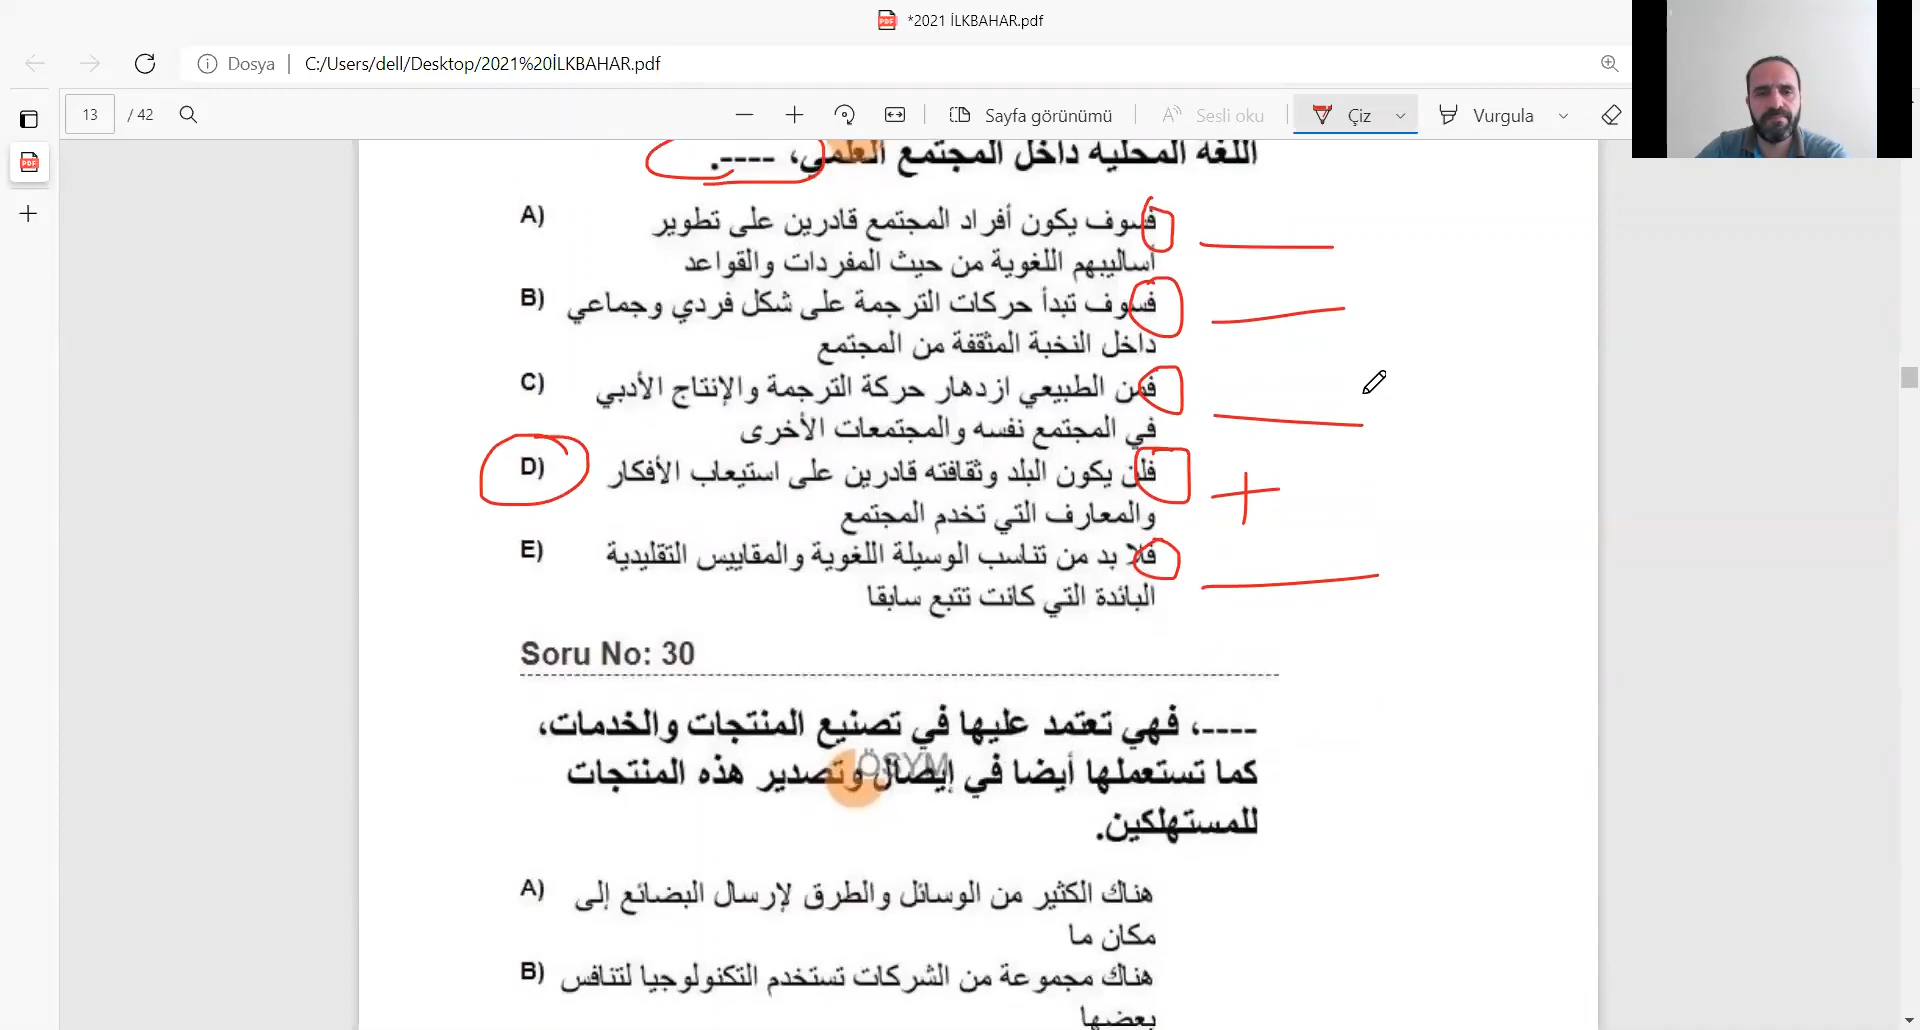 *2021 İLKBAHAR.pdf
Dosya | C:/Users/dell/Desktop/2021%20İLKBAHAR.pdf
13 / 42 Sayfa görünümü Sesli oku Çiz Vurgula
اللغة المحلية داخل المجتمع العلمي، ----.
A) فسوف يكون أفراد المجتمع قادرين على تطوير
أساليبهم اللغوية من حيث المفردات والقواعد
B) فسوف تبدأ حركات الترجمة على شكل فردي وجماعي
داخل النخبة المثقفة من المجتمع
C) فمن الطبيعي ازدهار حركة الترجمة والإنتاج الأدبي
في المجتمع نفسه والمجتمعات الأخرى
D) فلن يكون البلد وثقافته قادرين على استيعاب الأفكار
والمعارف التي تخدم المجتمع
E) فلا بد من تناسب الوسيلة اللغوية والمقاييس التقليدية
البائدة التي كانت تتبع سابقا
Soru No: 30
----، فهي تعتمد عليها في تصنيع المنتجات والخدمات،
كما تستعملها أيضا في إيصال وتصدير هذه المنتجات
للمستهلكين.
ÖSYM
A) هناك الكثير من الوسائل والطرق لإرسال البضائع إلى
مكان ما
B) هناك مجموعة من الشركات تستخدم التكنولوجيا لتنافس
بعضها